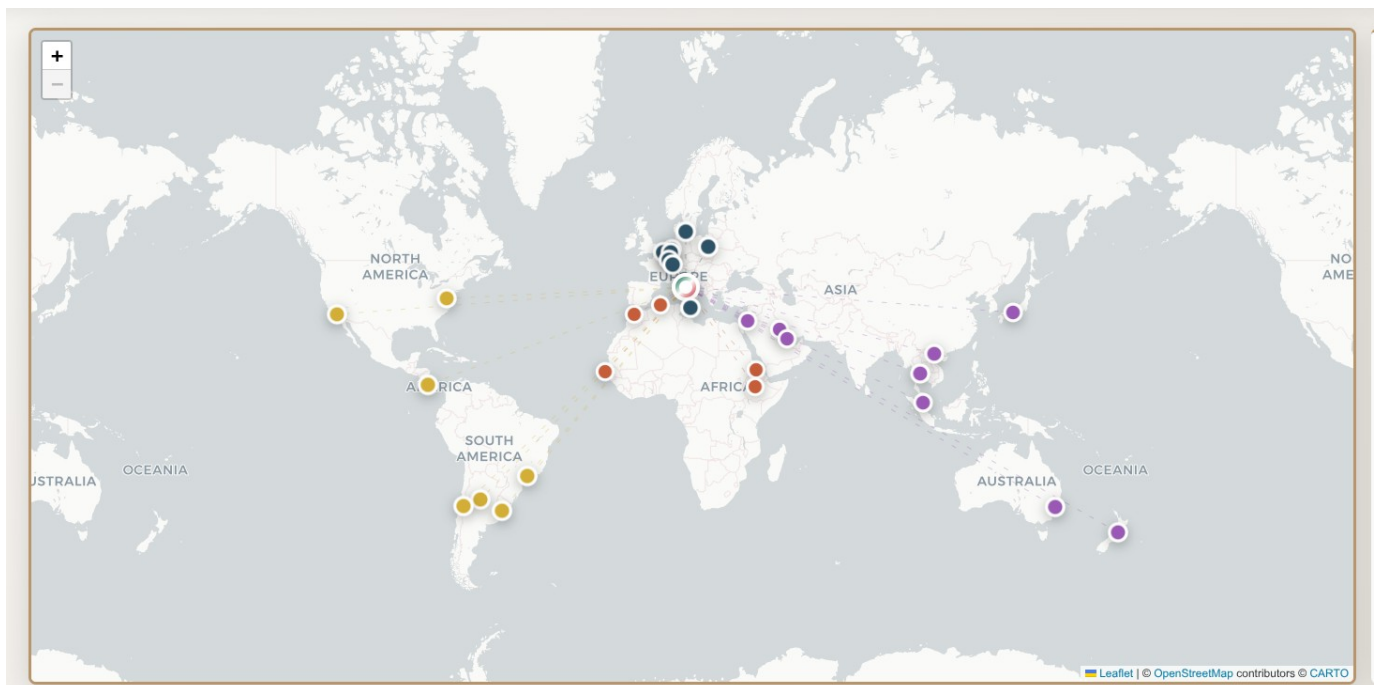 +
−
NORTH
AMERICA
EUROPE
ASIA
NO
AME
AFRICA
SOUTH
AMERICA
OCEANIA
USTRALIA
AUSTRALIA
OCEANIA
Leaflet | © OpenStreetMap contributors © CARTO